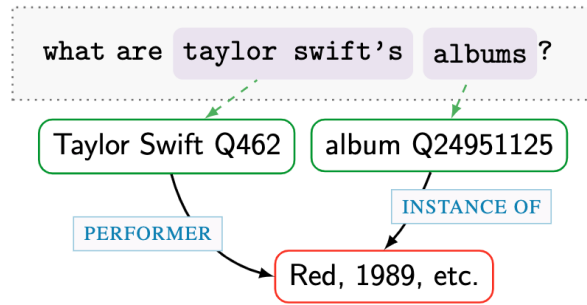 what are taylor swift's albums?
Taylor Swift Q462
album Q24951125
PERFORMER
INSTANCE OF
Red, 1989, etc.